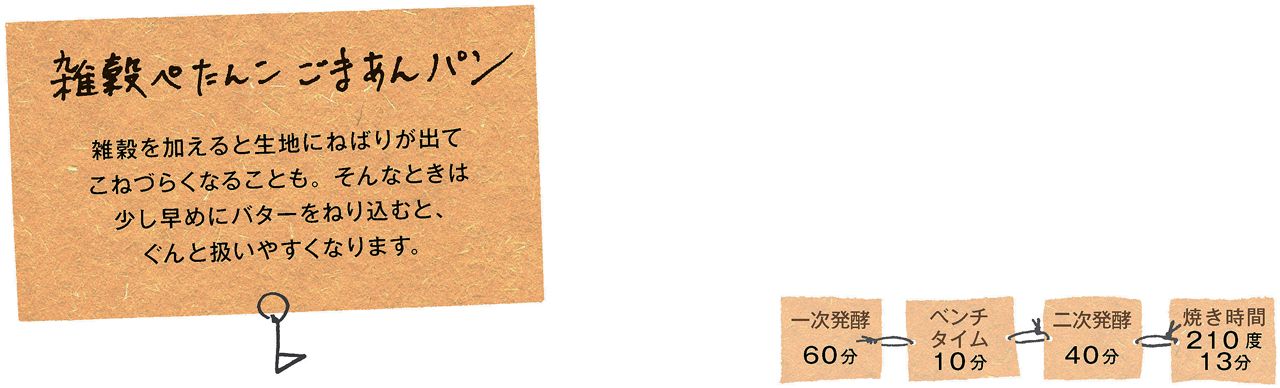 雑穀ぺたんこ ごまあんパン
雑穀を加えると生地にねばりが出て
こねづらくなることも。そんなときは
少し早めにバターをねり込むと、
ぐんと扱いやすくなります。
一次発酵
60分
ベンチ
タイム
10分
二次発酵
40分
焼き時間
210度
13分